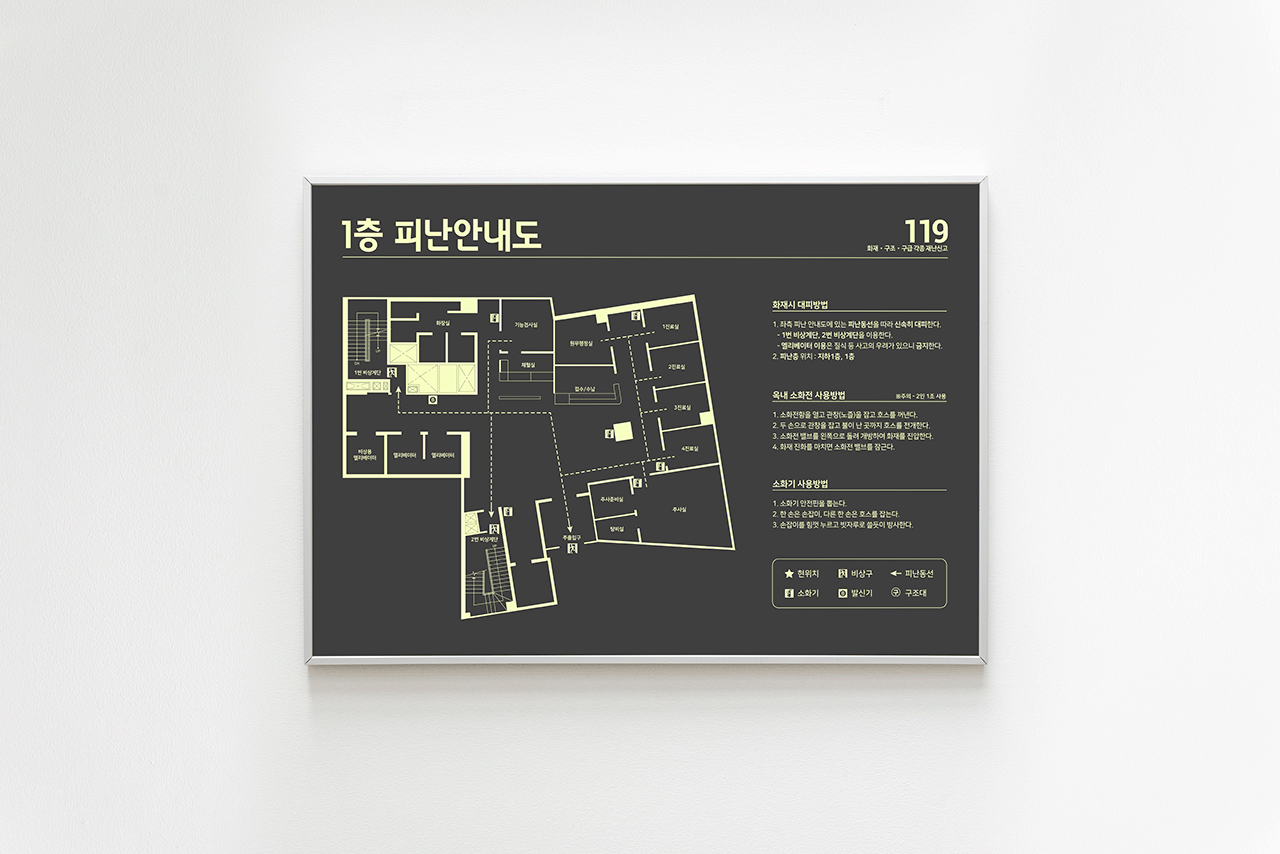 1층 피난안내도
119
화재 · 구조 · 구급 각종 재난신고
화장실
기능검사실
1번 비상계단
채혈실
원무행정실
접수/수납
1진료실
2진료실
3진료실
4진료실
비상용
엘리베이터
엘리베이터
엘리베이터
2번 비상계단
주출입구
주사준비실
탈비실
주사실
화재시 대피방법
1. 좌측 피난 안내도에 있는 피난동선을 따라 신속히 대피한다.
- 1번 비상계단, 2번 비상계단을 이용한다.
- 엘리베이터 이용은 질식 등 사고의 우려가 있으니 금지한다.
2. 피난층 위치 : 지하1층, 1층
옥내 소화전 사용방법
※주의 - 2인 1조 사용
1. 소화전함을 열고 관창(노즐)을 잡고 호스를 꺼낸다.
2. 두 손으로 관창을 잡고 불이 난 곳까지 호스를 전개한다.
3. 소화전 밸브를 왼쪽으로 돌려 개방하여 화재를 진압한다.
4. 화재 진화를 마치면 소화전 밸브를 잠근다.
소화기 사용방법
1. 소화기 안전핀을 뽑는다.
2. 한 손은 손잡이, 다른 한 손은 호스를 잡는다.
3. 손잡이를 힘껏 누르고 빗자루로 쓸듯이 방사한다.
현위치 비상구 피난동선
소화기 발신기 구 구조대